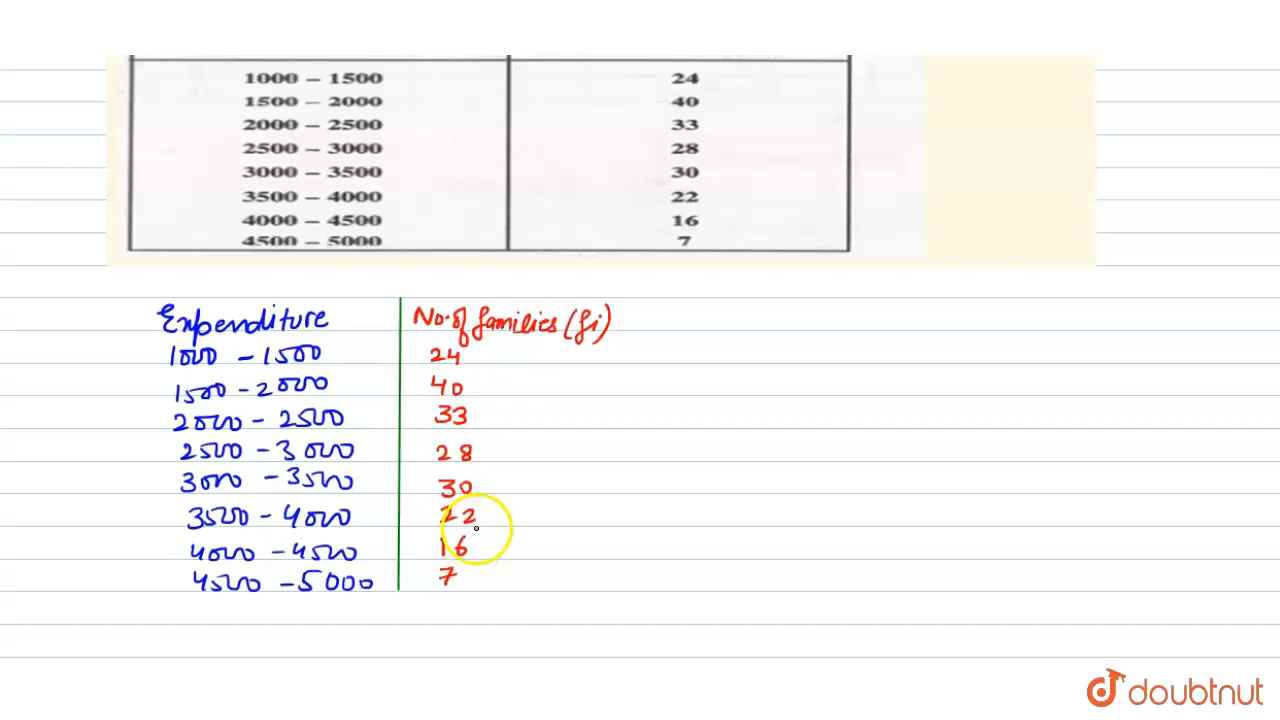 1000 – 1500 24
1500 – 2000 40
2000 – 2500 33
2500 – 3000 28
3000 – 3500 30
3500 – 4000 22
4000 – 4500 16
4500 – 5000 7
Expenditure No. of families (fi)
1000 – 1500 24
1500 – 2000 40
2000 – 2500 33
2500 – 3000 28
3000 – 3500 30
3500 – 4000 22
4000 – 4500 16
4500 – 5000 7
doubtnut